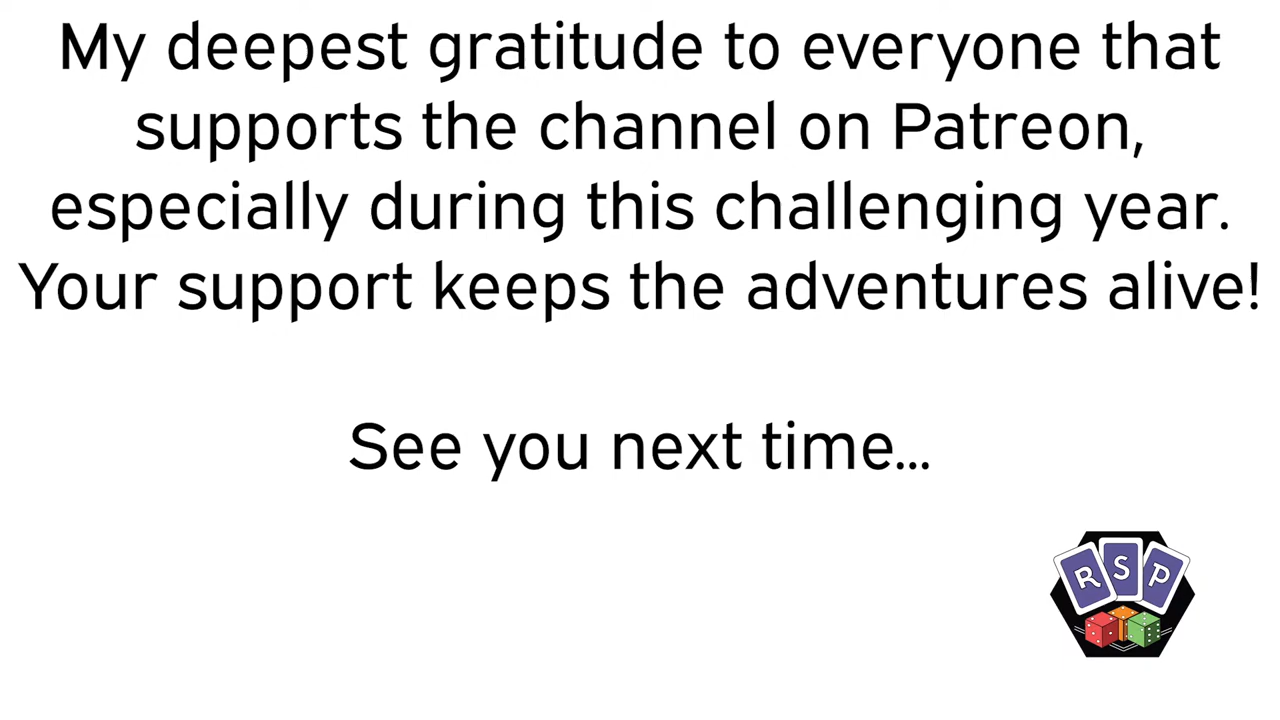 My deepest gratitude to everyone that
supports the channel on Patreon,
especially during this challenging year.
Your support keeps the adventures alive!
See you next time...
RSP